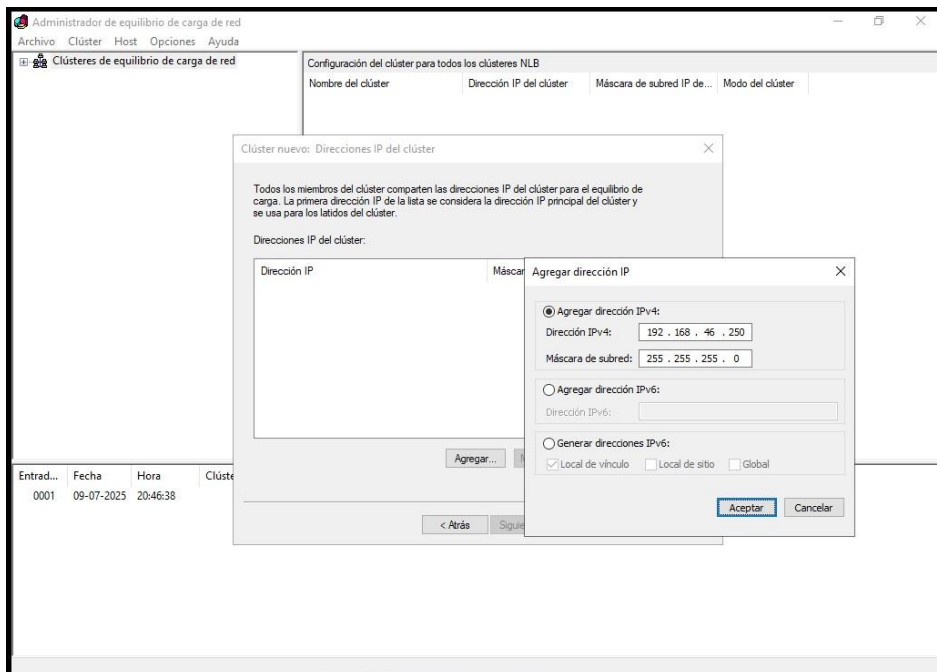 Administrador de equilibrio de carga de red
Archivo Clúster Host Opciones Ayuda
Clústeres de equilibrio de carga de red
Configuración del clúster para todos los clústeres NLB
Nombre del clúster Dirección IP del clúster Máscara de subred IP de... Modo del clúster
Clúster nuevo: Direcciones IP del clúster
Todos los miembros del clúster comparten las direcciones IP del clúster para el equilibrio de
carga. La primera dirección IP de la lista se considera la dirección IP principal del clúster y
se usa para los latidos del clúster.
Direcciones IP del clúster:
Dirección IP Máscar
Agregar...
< Atrás Siguie
Agregar dirección IP
Agregar dirección IPv4:
Dirección IPv4: 192 . 168 . 46 . 250
Máscara de subred: 255 . 255 . 255 . 0
Agregar dirección IPv6:
Dirección IPv6:
Generar direcciones IPv6:
Local de vínculo Local de sitio Global
Aceptar Cancelar
Entrad... Fecha Hora Clúste
0001 09-07-2025 20:46:38